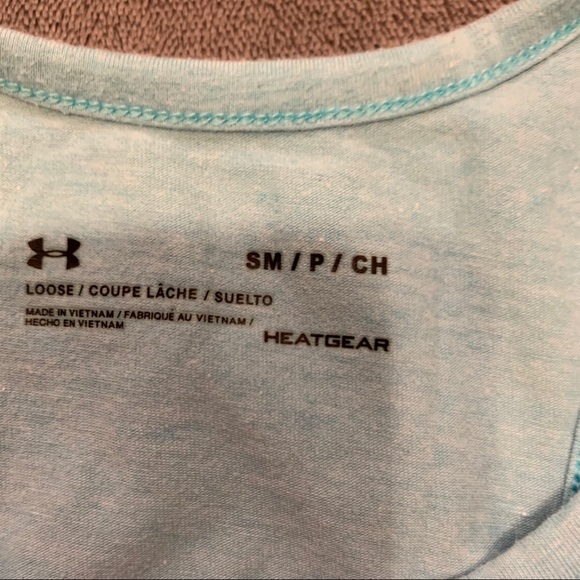 SM / P / CH
LOOSE / COUPE LÂCHE / SUELTO
MADE IN VIETNAM / FABRIQUÉ AU VIETNAM /
HECHO EN VIETNAM
HEATGEAR